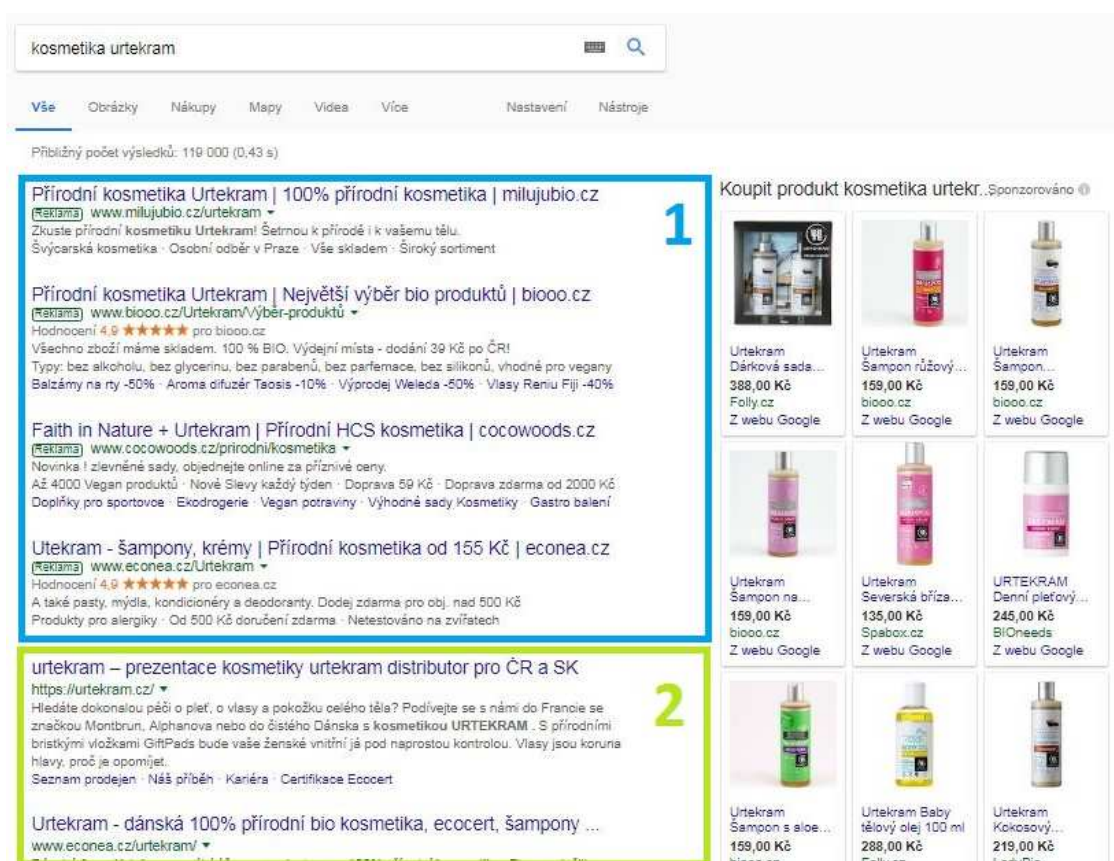 kosmetika urtekram
Vše Obrázky Nákupy Mapy Videa Více Nastavení Nástroje
Přibližný počet výsledků: 119 000 (0,43 s)
Přírodní kosmetika Urtekram | 100% přírodní kosmetika | milujubio.cz
Reklama www.milujubio.cz/urtekram
Zkuste přírodní kosmetiku Urtekram! Šetrnou k přírodě i k vašemu tělu.
Švýcarská kosmetika · Osobní odběr v Praze · Vše skladem · Široký sortiment
1
Přírodní kosmetika Urtekram | Největší výběr bio produktů | biooo.cz
Reklama www.biooo.cz/Urtekram/Výběr-produktů
Hodnocení 4,9 ★★★★★ pro biooo.cz
Všechno zboží máme skladem. 100 % BIO. Výdejní místa - dodání 39 Kč po ČR!
Typy: bez alkoholu, bez glycerinu, bez parabenů, bez parfemace, bez silikonů, vhodné pro vegany
Balzámy na rty -50% · Aroma difuzér Taosis -10% · Výprodej Weleda -50% · Vlasy Reniu Fiji -40%
Faith in Nature + Urtekram | Přírodní HCS kosmetika | cocowoods.cz
Reklama www.cocowoods.cz/prirodni/kosmetika
Novinka ! zlevněné sady, objednejte online za příznivé ceny.
Až 4000 Vegan produktů · Nové Slevy každý týden · Doprava 59 Kč · Doprava zdarma od 2000 Kč
Doplňky pro sportovce · Ekodrogerie · Vegan potraviny · Výhodné sady Kosmetiky · Gastro balení
Utekram - šampony, krémy | Přírodní kosmetika od 155 Kč | econea.cz
Reklama www.econea.cz/Urtekram
Hodnocení 4,9 ★★★★★ pro econea.cz
A také pasty, mýdla, kondicionéry a deodoranty. Dodej zdarma pro obj. nad 500 Kč
Produkty pro alergiky · Od 500 Kč doručení zdarma · Netestováno na zvířatech
urtekram – prezentace kosmetiky urtekram distributor pro ČR a SK
https://urtekram.cz/
Hledáte dokonalou péči o pleť, o vlasy a pokožku celého těla? Podívejte se s námi do Francie se
značkou Montbrun, Alphanova nebo do čistého Dánska s kosmetikou URTEKRAM . S přírodními
bristkými vložkami GiftPads bude vaše ženské vnitřní já pod naprostou kontrolou. Vlasy jsou koruna
hlavy, proč je opomíjet.
Seznam prodejen · Náš příběh · Kariéra · Certifikace Ecocert
2
Urtekram - dánská 100% přírodní bio kosmetika, ecocert, šampony ...
www.econea.cz/urtekram/
Koupit produkt kosmetika urtekr.. Sponzorováno
Urtekram Urtekram Urtekram
Dárková sada... Šampon růžový... Šampon...
388,00 Kč 159,00 Kč 159,00 Kč
Folly.cz biooo.cz biooo.cz
Z webu Google Z webu Google Z webu Google
Urtekram Urtekram URTEKRAM
Šampon na... Severská bříza... Denní pleťový...
159,00 Kč 135,00 Kč 245,00 Kč
biooo.cz Spabox.cz BIOneeds
Z webu Google Z webu Google Z webu Google
Urtekram Urtekram Baby Urtekram
Šampon s aloe... tělový olej 100 ml Kokosový...
159,00 Kč 288,00 Kč 219,00 Kč